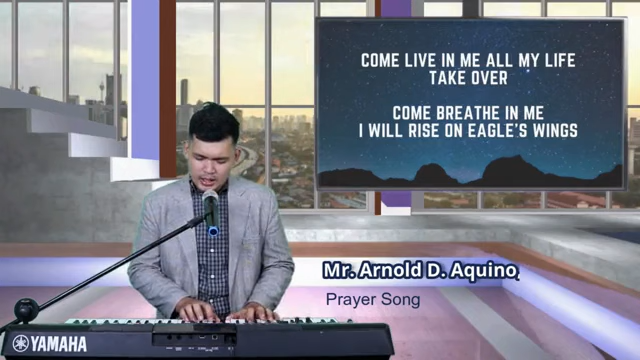 COME LIVE IN ME ALL MY LIFE
TAKE OVER
COME BREATHE IN ME
I WILL RISE ON EAGLE'S WINGS
Mr. Arnold D. Aquino,
Prayer Song
YAMAHA